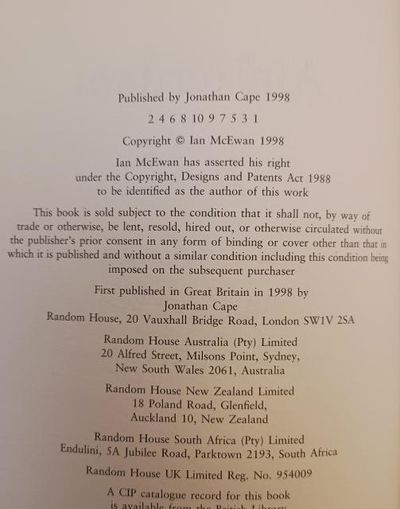 Published by Jonathan Cape 1998
2 4 6 8 10 9 7 5 3 1
Copyright © Ian McEwan 1998
Ian McEwan has asserted his right
under the Copyright, Designs and Patents Act 1988
to be identified as the author of this work
This book is sold subject to the condition that it shall not, by way of
trade or otherwise, be lent, resold, hired out, or otherwise circulated without
the publisher's prior consent in any form of binding or cover other than that in
which it is published and without a similar condition including this condition being
imposed on the subsequent purchaser
First published in Great Britain in 1998 by
Jonathan Cape
Random House, 20 Vauxhall Bridge Road, London SW1V 2SA
Random House Australia (Pty) Limited
20 Alfred Street, Milsons Point, Sydney,
New South Wales 2061, Australia
Random House New Zealand Limited
18 Poland Road, Glenfield,
Auckland 10, New Zealand
Random House South Africa (Pty) Limited
Endulini, 5A Jubilee Road, Parktown 2193, South Africa
Random House UK Limited Reg. No. 954009
A CIP catalogue record for this book
is available from the British Library